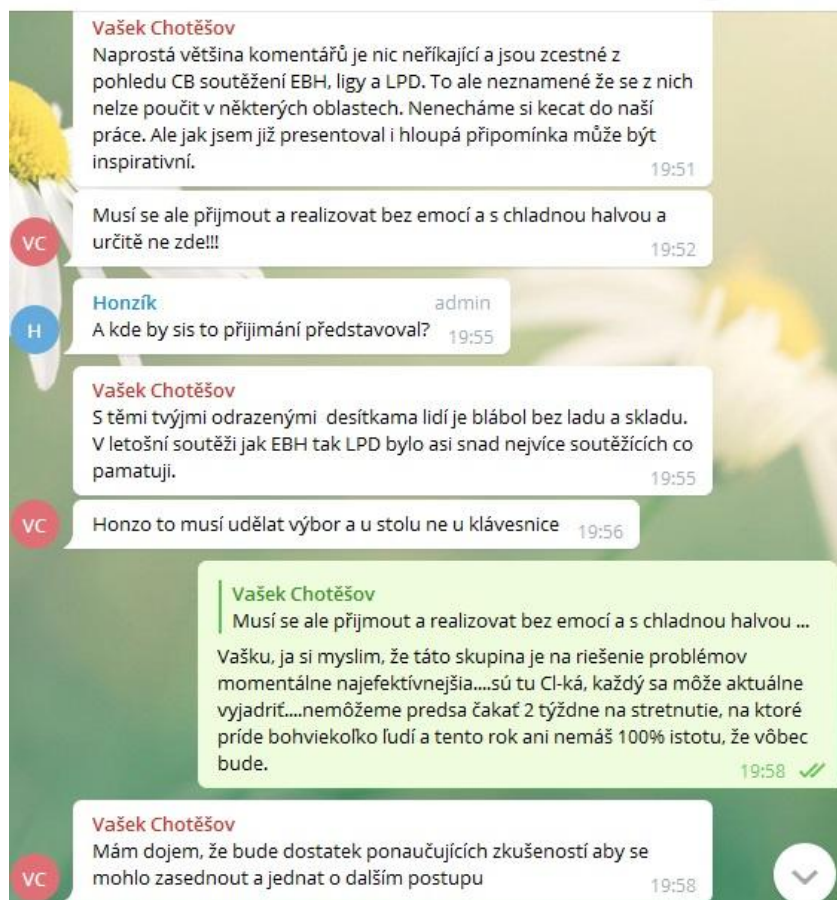 Vašek Chotěšov
Naprostá většina komentářů je nic neříkající a jsou zcestné z
pohledu CB soutěžení EBH, ligy a LPD. To ale neznamené že se z nich
nelze poučit v některých oblastech. Nenecháme si kecat do naší
práce. Ale jak jsem již presentoval i hloupá připomínka může být
inspirativní.
19:51
Musí se ale přijmout a realizovat bez emocí a s chladnou halvou a
určitě ne zde!!!
19:52
VC
Honzík admin
A kde by sis to přijimání představoval? 19:55
H
Vašek Chotěšov
S těmi tvýjmi odrazenými desítkama lidí je blábol bez ladu a skladu.
V letošní soutěži jak EBH tak LPD bylo asi snad nejvíce soutěžících co
pamatuji.
19:55
VC Honzo to musí udělat výbor a u stolu ne u klávesnice 19:56
Vašek Chotěšov
Musí se ale přijmout a realizovat bez emocí a s chladnou halvou ...
Vašku, ja si myslim, že táto skupina je na riešenie problémov
momentálne najefektívnejšia....sú tu Cl-ká, každý sa môže aktuálne
vyjadriť....nemôžeme predsa čakať 2 týždne na stretnutie, na ktoré
príde bohviekoľko ľudí a tento rok ani nemáš 100% istotu, že vôbec
bude.
19:58
Vašek Chotěšov
Mám dojem, že bude dostatek ponaučujících zkušeností aby se
mohlo zasednout a jednat o dalším postupu
19:58
VC